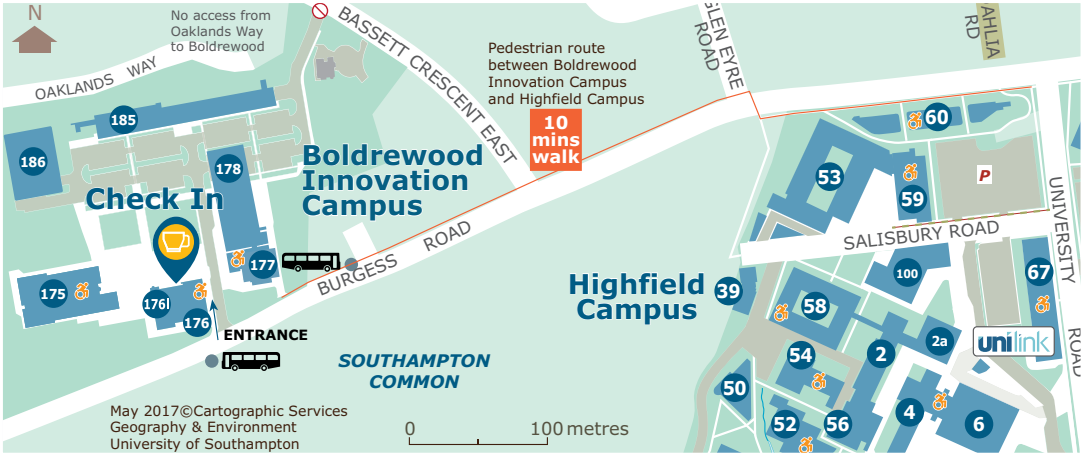 N
No access from
Oaklands Way
to Boldrewood
OAKLANDS WAY
BASSETT CRESCENT EAST
GLEN EYRE
ROAD
AHLIA
RD
Pedestrian route
between Boldrewood
Innovation Campus
and Highfield Campus
10
mins
walk
185
186
178
Boldrewood
Innovation
Campus
Check In
60
53
59
P
UNIVERSITY
ROAD
SALISBURY ROAD
BURGESS ROAD
177
175
176I
176
ENTRANCE
Highfield
Campus
39
100
67
58
2
2a
unilink
54
50
52
56
4
6
SOUTHAMPTON
COMMON
May 2017©Cartographic Services
Geography & Environment
University of Southampton
0 100 metres